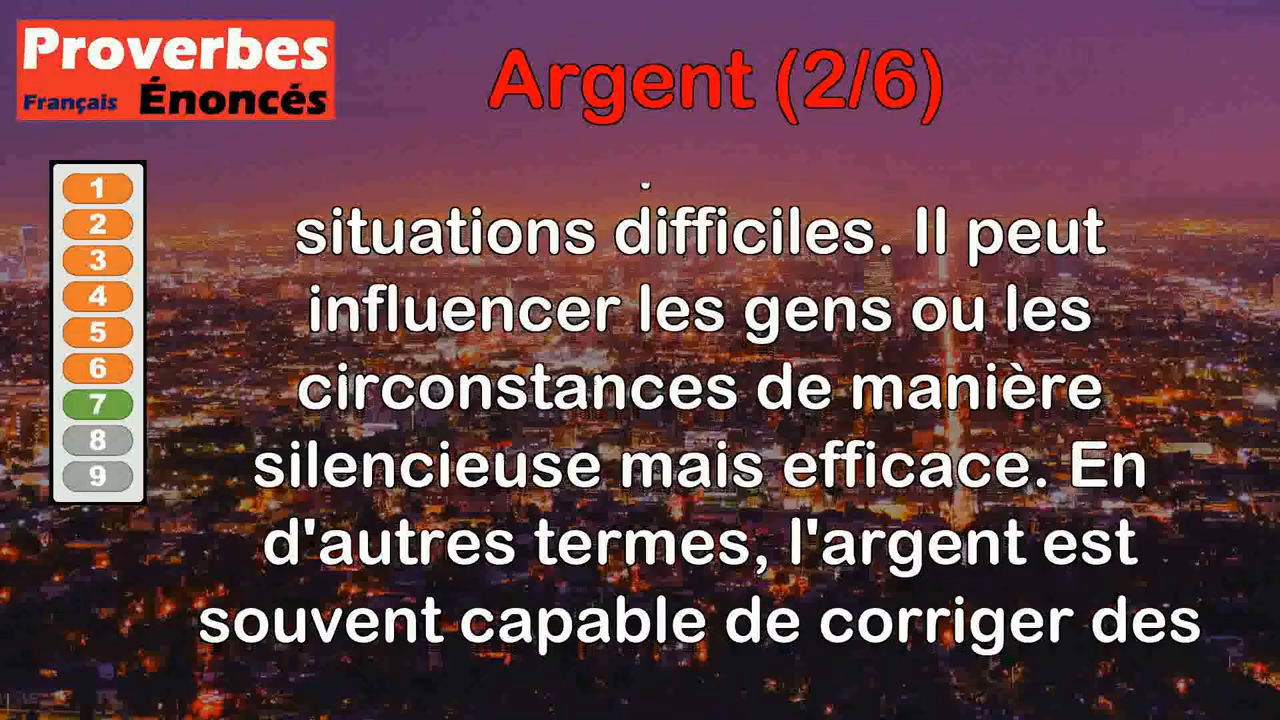 Proverbes
Français Énoncés
Argent (2/6)
1
2
3
4
5
6
7
8
9
situations difficiles. Il peut
influencer les gens ou les
circonstances de manière
silencieuse mais efficace. En
d'autres termes, l'argent est
souvent capable de corriger des